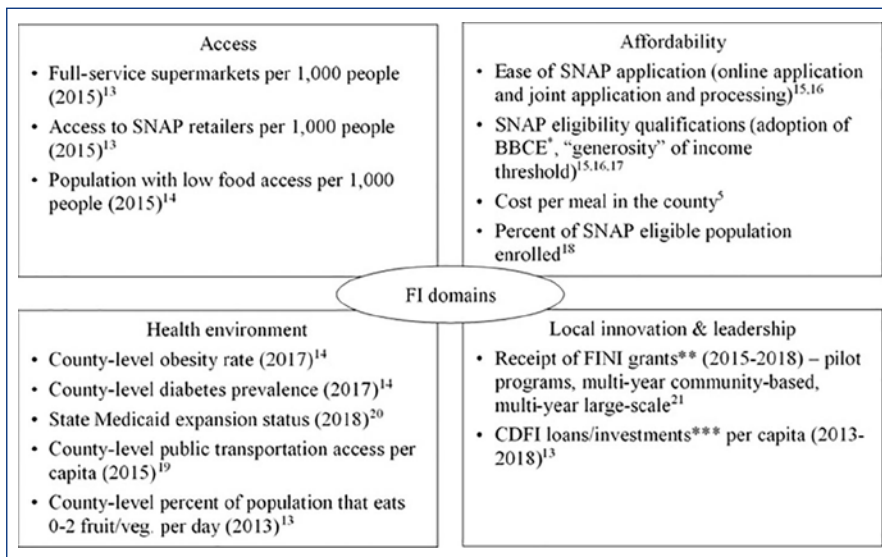 Access
• Full-service supermarkets per 1,000 people
(2015)¹³
• Access to SNAP retailers per 1,000 people
(2015)¹³
• Population with low food access per 1,000
people (2015)¹⁴
Affordability
• Ease of SNAP application (online application
and joint application and processing)¹⁵·¹⁶
• SNAP eligibility qualifications (adoption of
BBCE*, “generosity” of income
threshold)¹⁵·¹⁶·¹⁷
• Cost per meal in the county⁵
• Percent of SNAP eligible population
enrolled¹⁸
FI domains
Health environment
• County-level obesity rate (2017)¹⁴
• County-level diabetes prevalence (2017)¹⁴
• State Medicaid expansion status (2018)²⁰
• County-level public transportation access per
capita (2015)¹⁹
• County-level percent of population that eats
0-2 fruit/veg. per day (2013)¹³
Local innovation & leadership
• Receipt of FINI grants** (2015-2018) – pilot
programs, multi-year community-based,
multi-year large-scale²¹
• CDFI loans/investments*** per capita (2013-
2018)¹³